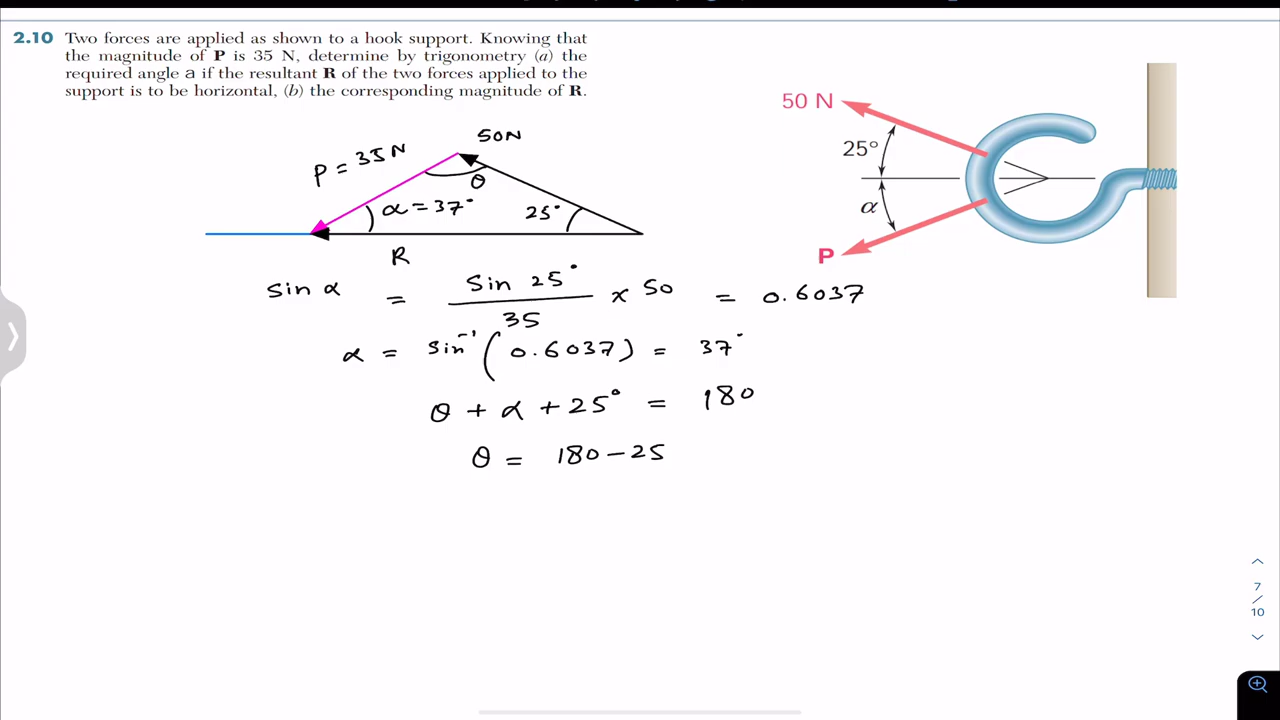 2.10 Two forces are applied as shown to a hook support. Knowing that
the magnitude of P is 35 N, determine by trigonometry (a) the
required angle a if the resultant R of the two forces applied to the
support is to be horizontal, (b) the corresponding magnitude of R.
50 N
25°
α
P
50N
P = 35N
θ
α = 37°
25°
R
sin α = Sin 25° / 35 × 50 = 0.6037
α = sin⁻¹ (0.6037) = 37°
θ + α + 25° = 180
θ = 180 – 25
7
/
10